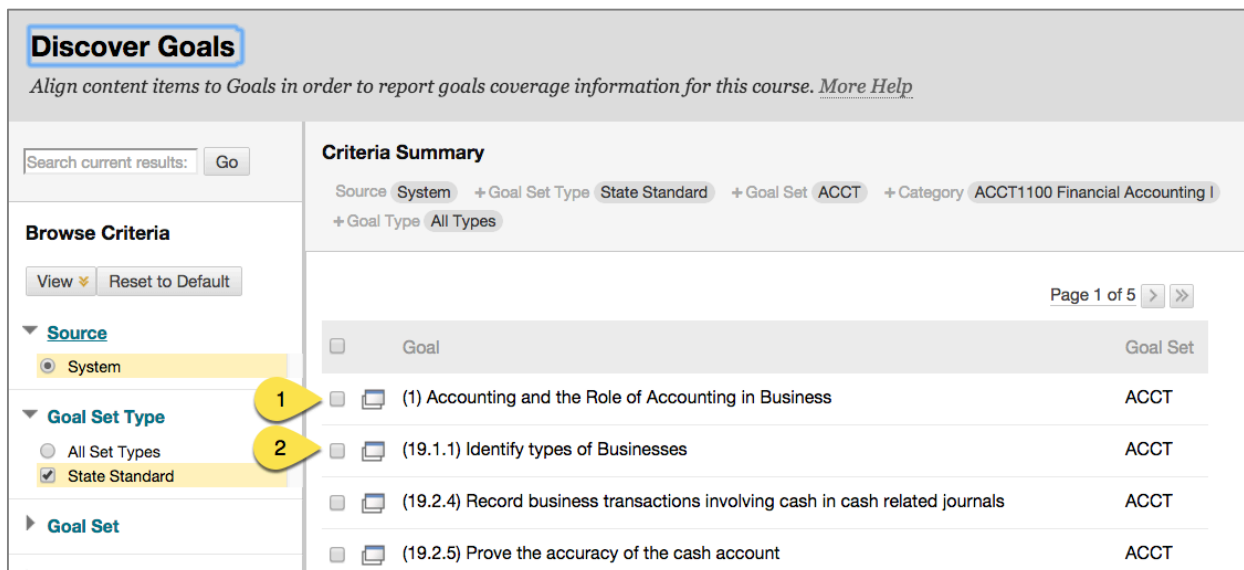 Discover Goals
Align content items to Goals in order to report goals coverage information for this course. More Help
Search current results: Go
Browse Criteria
View Reset to Default
Source
System
Goal Set Type
All Set Types
State Standard
Goal Set
Criteria Summary
Source System + Goal Set Type State Standard + Goal Set ACCT + Category ACCT1100 Financial Accounting I
+ Goal Type All Types
Page 1 of 5 > >>
Goal Goal Set
1 (1) Accounting and the Role of Accounting in Business ACCT
2 (19.1.1) Identify types of Businesses ACCT
(19.2.4) Record business transactions involving cash in cash related journals ACCT
(19.2.5) Prove the accuracy of the cash account ACCT